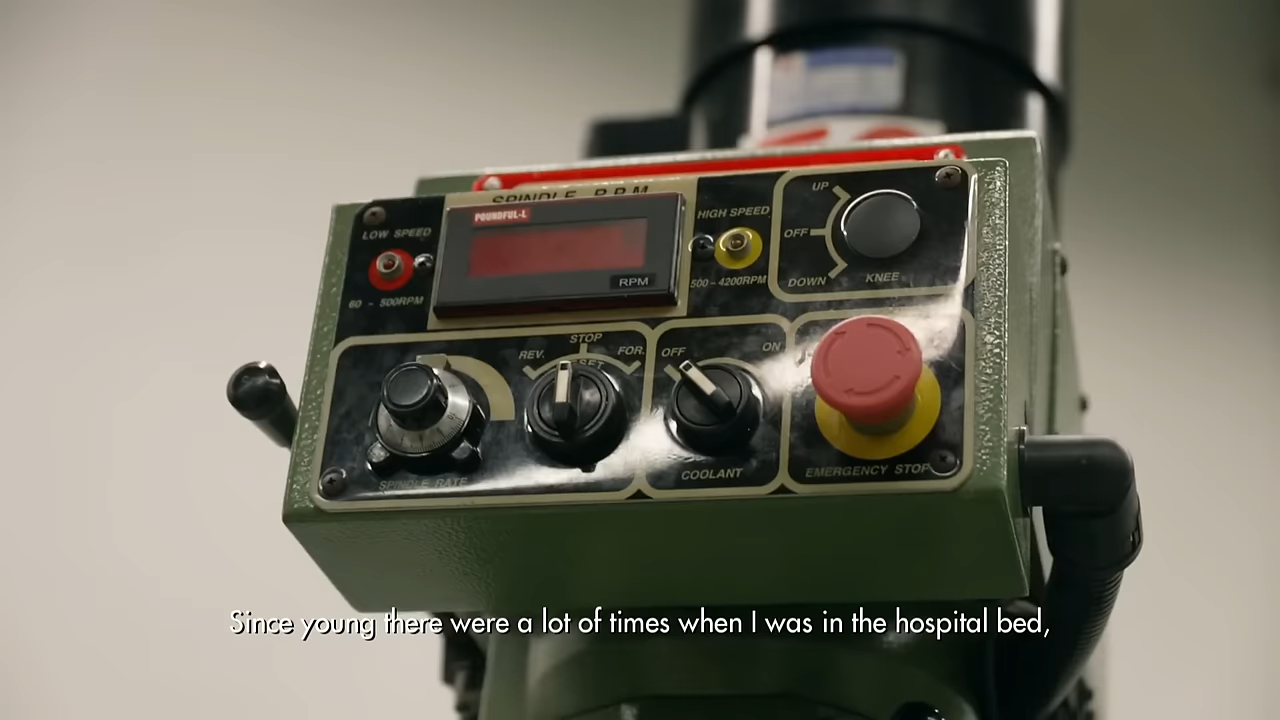 SPINDLE R.P.M
POUNDFUL-L
RPM
LOW SPEED
60 - 500RPM
HIGH SPEED
500-4200RPM
UP
OFF
DOWN
KNEE
SPINDLE RATE
REV.
STOP
FOR.
OFF
ON
COOLANT
EMERGENCY STOP
Since young there were a lot of times when I was in the hospital bed,